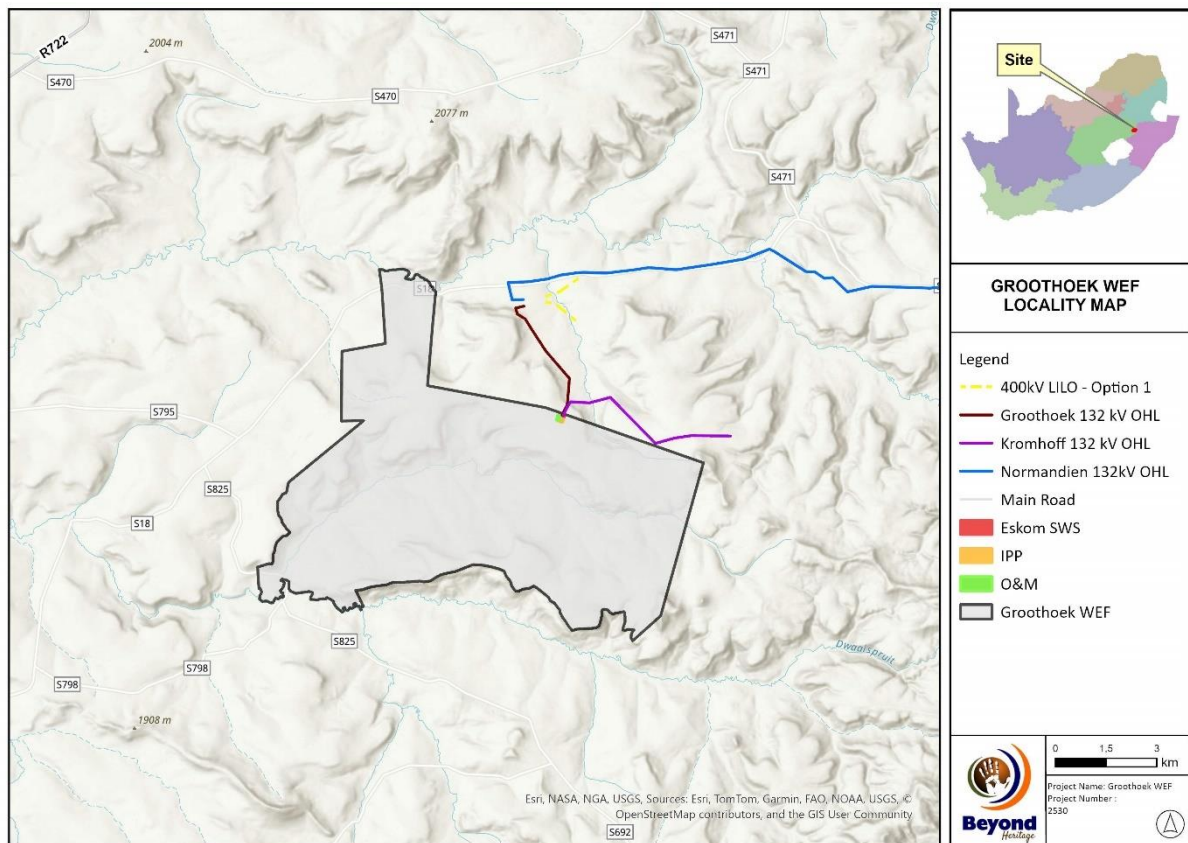 R722
2004 m
S470
S470
2077 m
S471
S471
S471
S18
S795
S825
S18
S825
S798
S798
1908 m
Dwaalspruit
S692
Esri, NASA, NGA, USGS, Sources: Esri, TomTom, Garmin, FAO, NOAA, USGS, ©
OpenStreetMap contributors, and the GIS User Community
Site
GROOTHOEK WEF
LOCALITY MAP
Legend
400kV LILO - Option 1
Groothoek 132 kV OHL
Kromhoff 132 kV OHL
Normandien 132kV OHL
Main Road
Eskom SWS
IPP
O&M
Groothoek WEF
Beyond
Heritage
0 1,5 3
km
Project Name: Groothoek WEF
Project Number :
2530